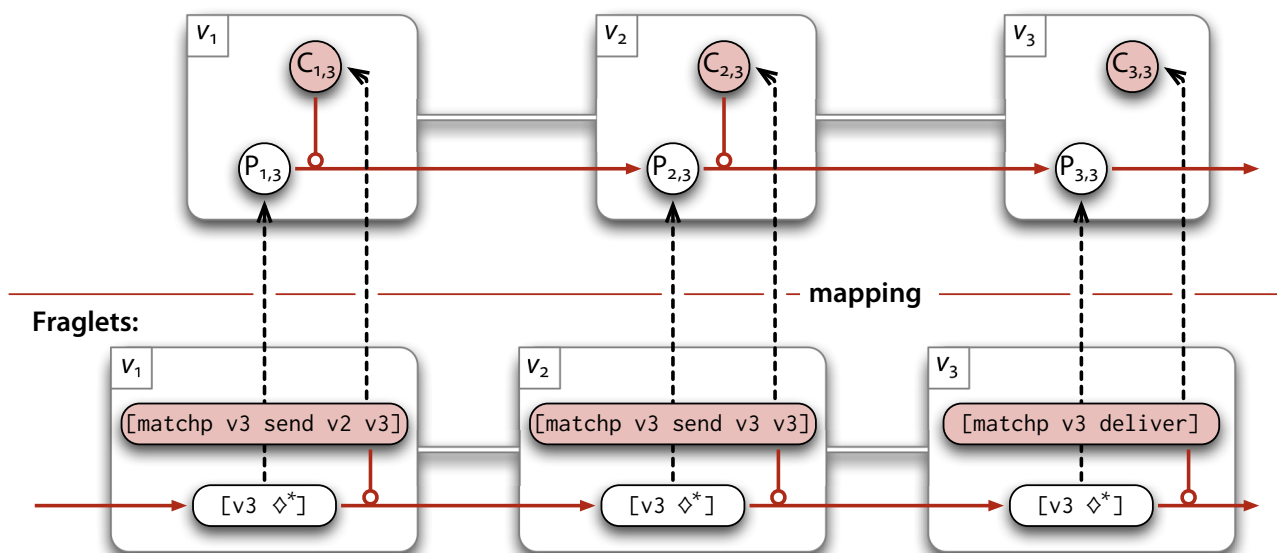 v1 v2 v3
C1,3 C2,3 C3,3
P1,3 P2,3 P3,3
mapping
Fraglets:
v1 v2 v3
[matchp v3 send v2 v3] [matchp v3 send v3 v3] [matchp v3 deliver]
[v3 ◇*] [v3 ◇*] [v3 ◇*]